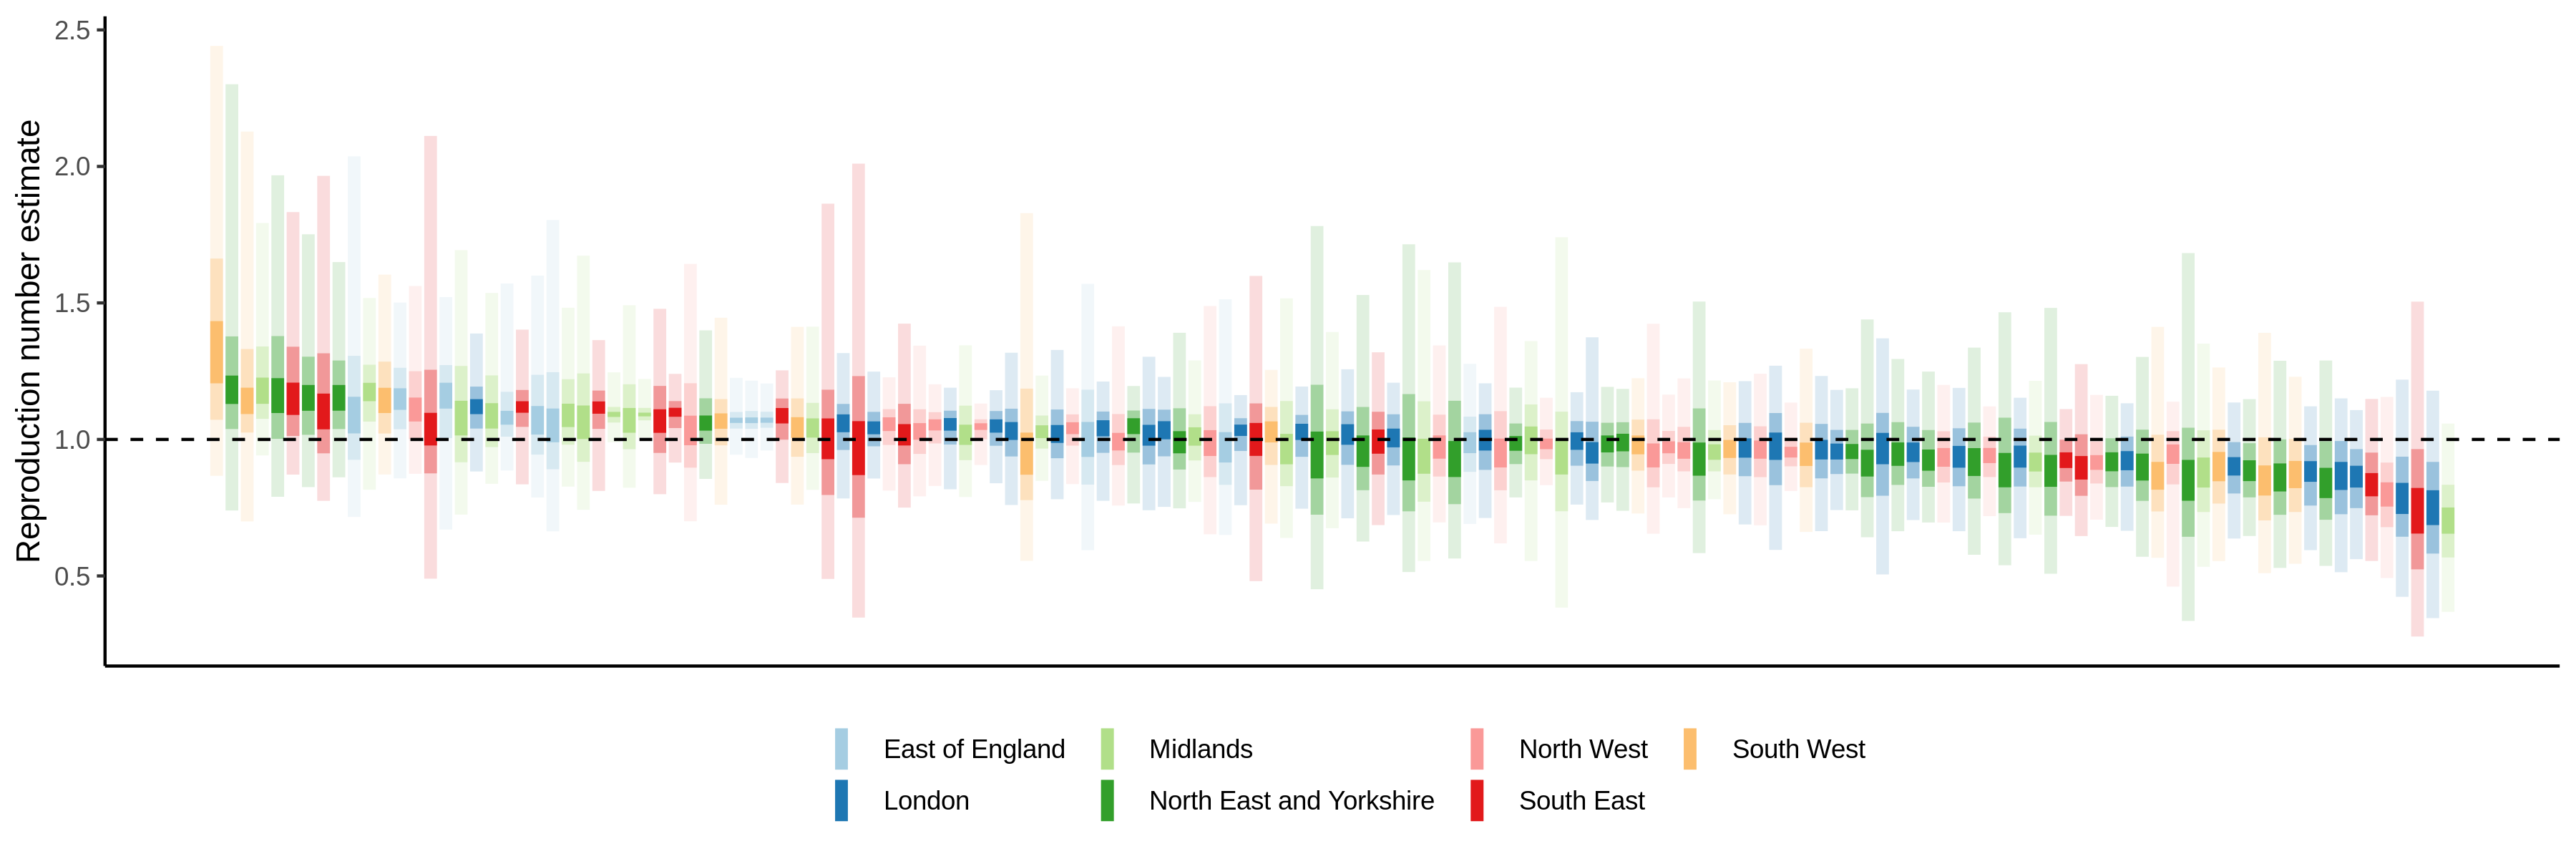 Reproduction number estimate
2.5
2.0
1.5
1.0
0.5
East of England
Midlands
North West
South West
London
North East and Yorkshire
South East